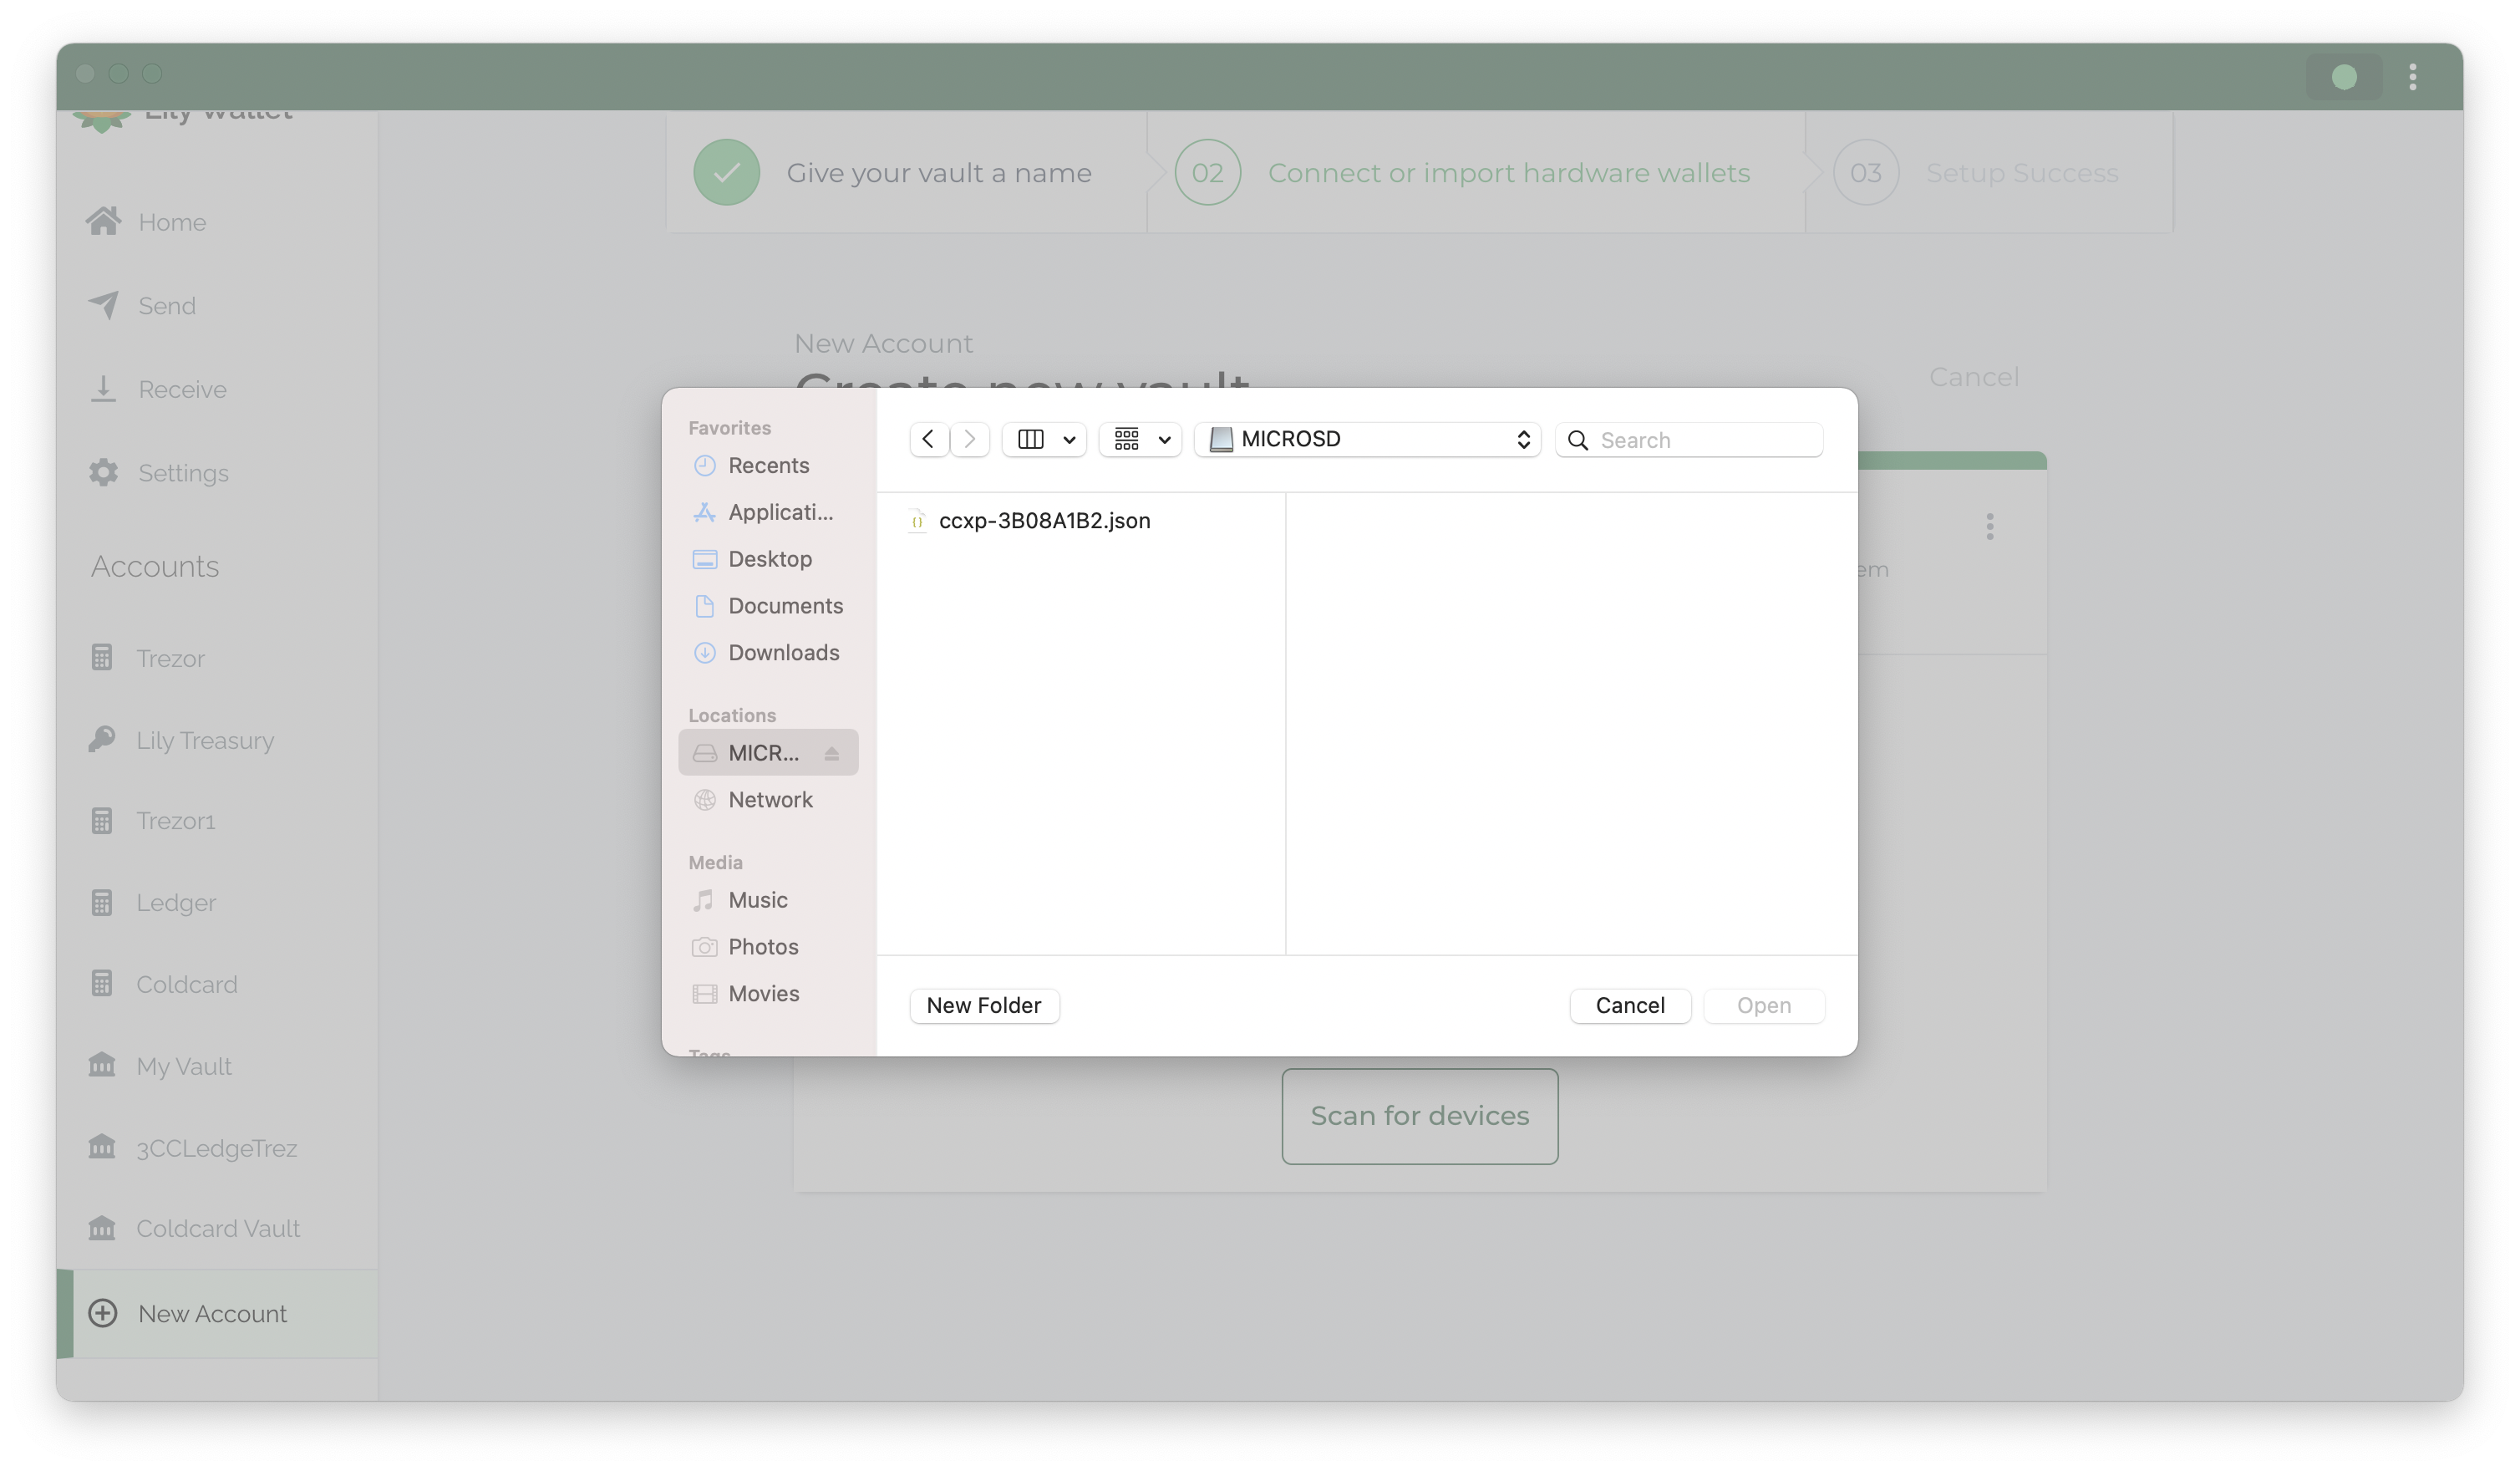 Lily Wallet
Home
Send
Receive
Settings
Accounts
Trezor
Lily Treasury
Trezor1
Ledger
Coldcard
My Vault
3CCLedgeTrez
Coldcard Vault
New Account
Give your vault a name
02
Connect or import hardware wallets
03
Setup Success
New Account
Create new vault
Cancel
em
Favorites
Recents
Applicati...
Desktop
Documents
Downloads
Locations
MICR...
Network
Media
Music
Photos
Movies
Tags
MICROSD
Search
ccxp-3B08A1B2.json
New Folder
Cancel
Open
Scan for devices